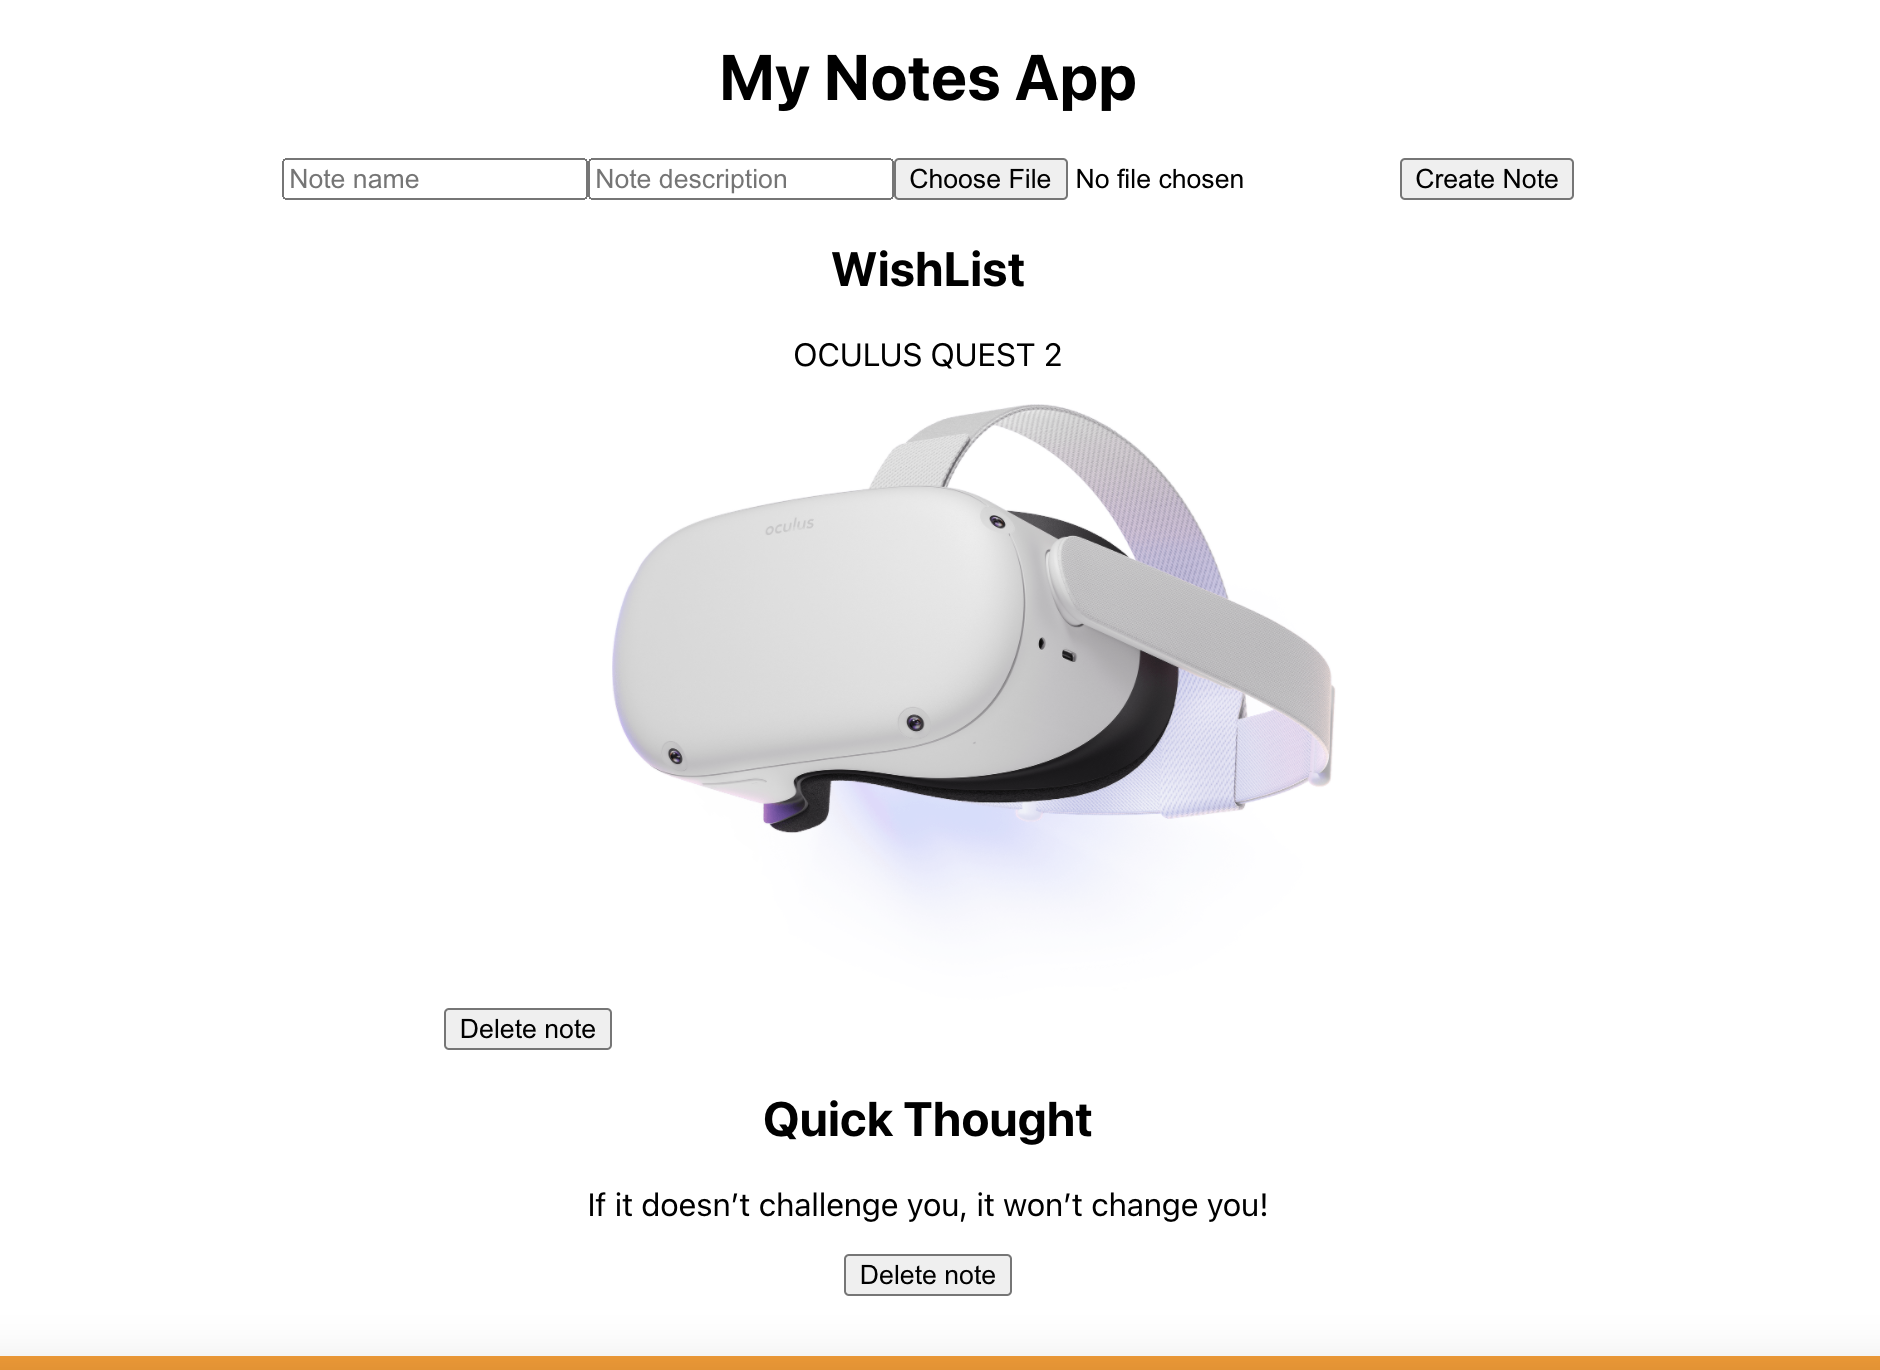 My Notes App
Note name Note description Choose File No file chosen Create Note
WishList
OCULUS QUEST 2
oculus
Delete note
Quick Thought
If it doesn’t challenge you, it won’t change you!
Delete note